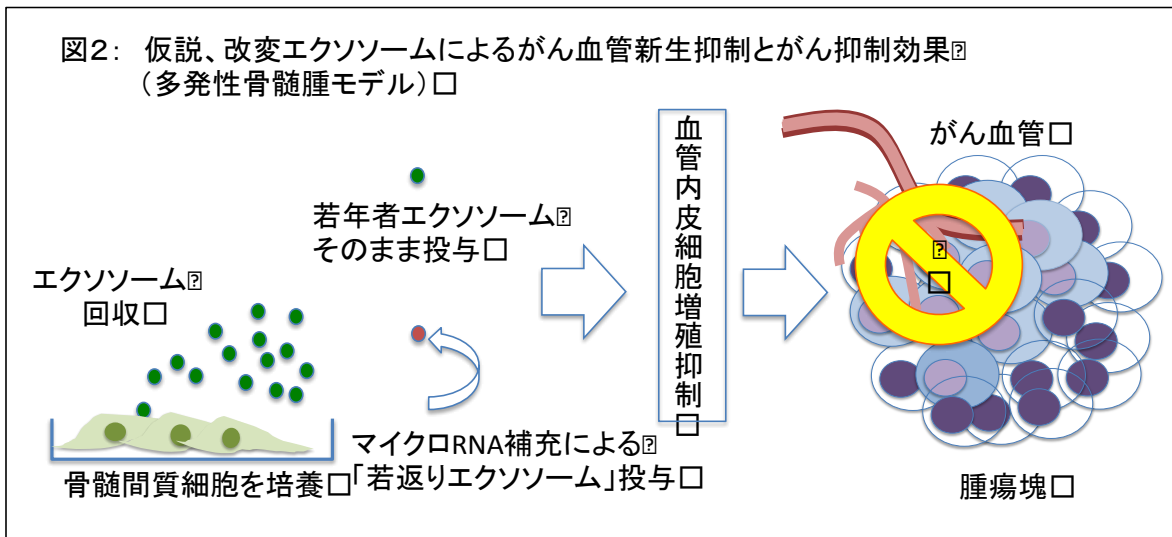 図2： 仮説、改変エクソソームによるがん血管新生抑制とがん抑制効果
（多発性骨髄腫モデル）
がん血管
若年者エクソソーム
そのまま投与
エクソソーム
回収
血管内皮細胞増殖抑制
マイクロRNA補充による
「若返りエクソソーム」投与
骨髄間質細胞を培養
腫瘍塊